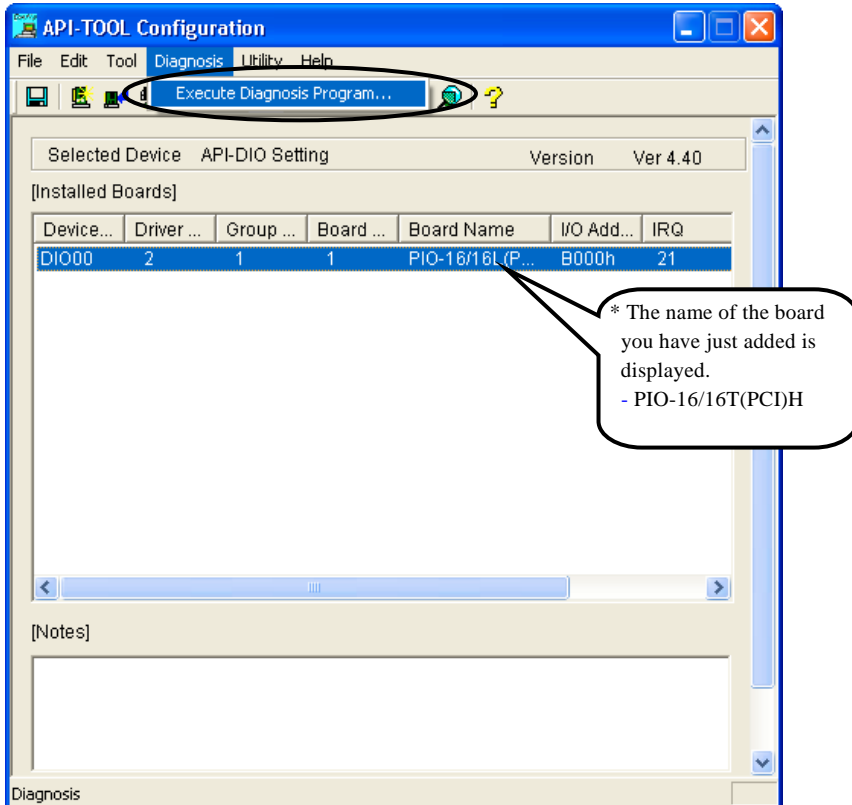 API-TOOL Configuration
File Edit Tool Diagnosis Utility Help
Execute Diagnosis Program...
Selected Device API-DIO Setting Version Ver 4.40
[Installed Boards]
Device... Driver ... Group ... Board ... Board Name I/O Add... IRQ
DIO00 2 1 1 PIO-16/16L(P... B000h 21
* The name of the board
you have just added is
displayed.
- PIO-16/16T(PCI)H
[Notes]
Diagnosis